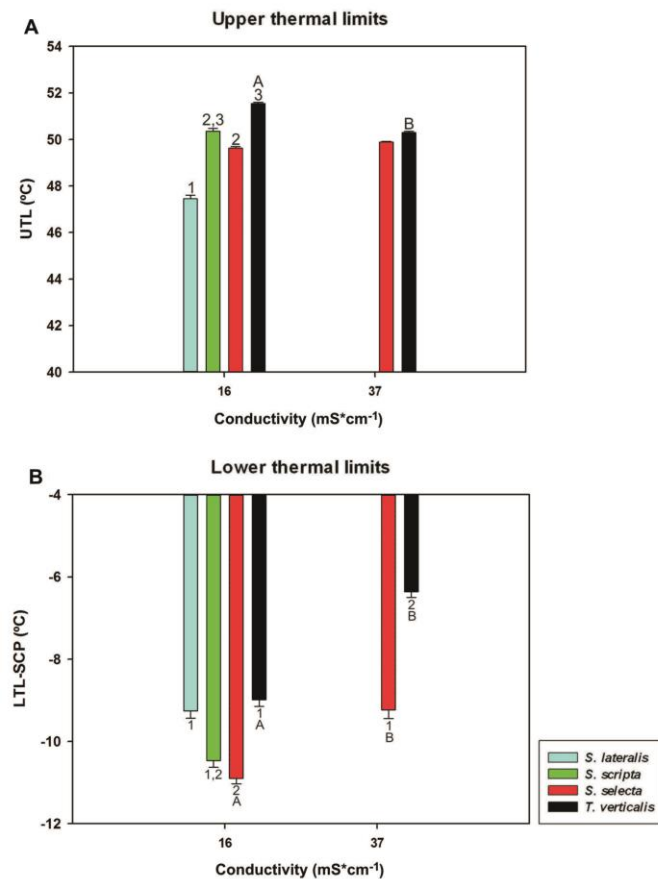 A
Upper thermal limits
54
52
50
48
46
44
42
40
UTL (ºC)
1
2,3
2
A
3
B
16
37
Conductivity (mS*cm-1)
B
Lower thermal limits
-4
-6
-8
-10
-12
LTL-SCP (ºC)
1
1,2
2
A
1
A
1
B
2
B
16
37
Conductivity (mS*cm-1)
S. lateralis
S. scripta
S. selecta
T. verticalis